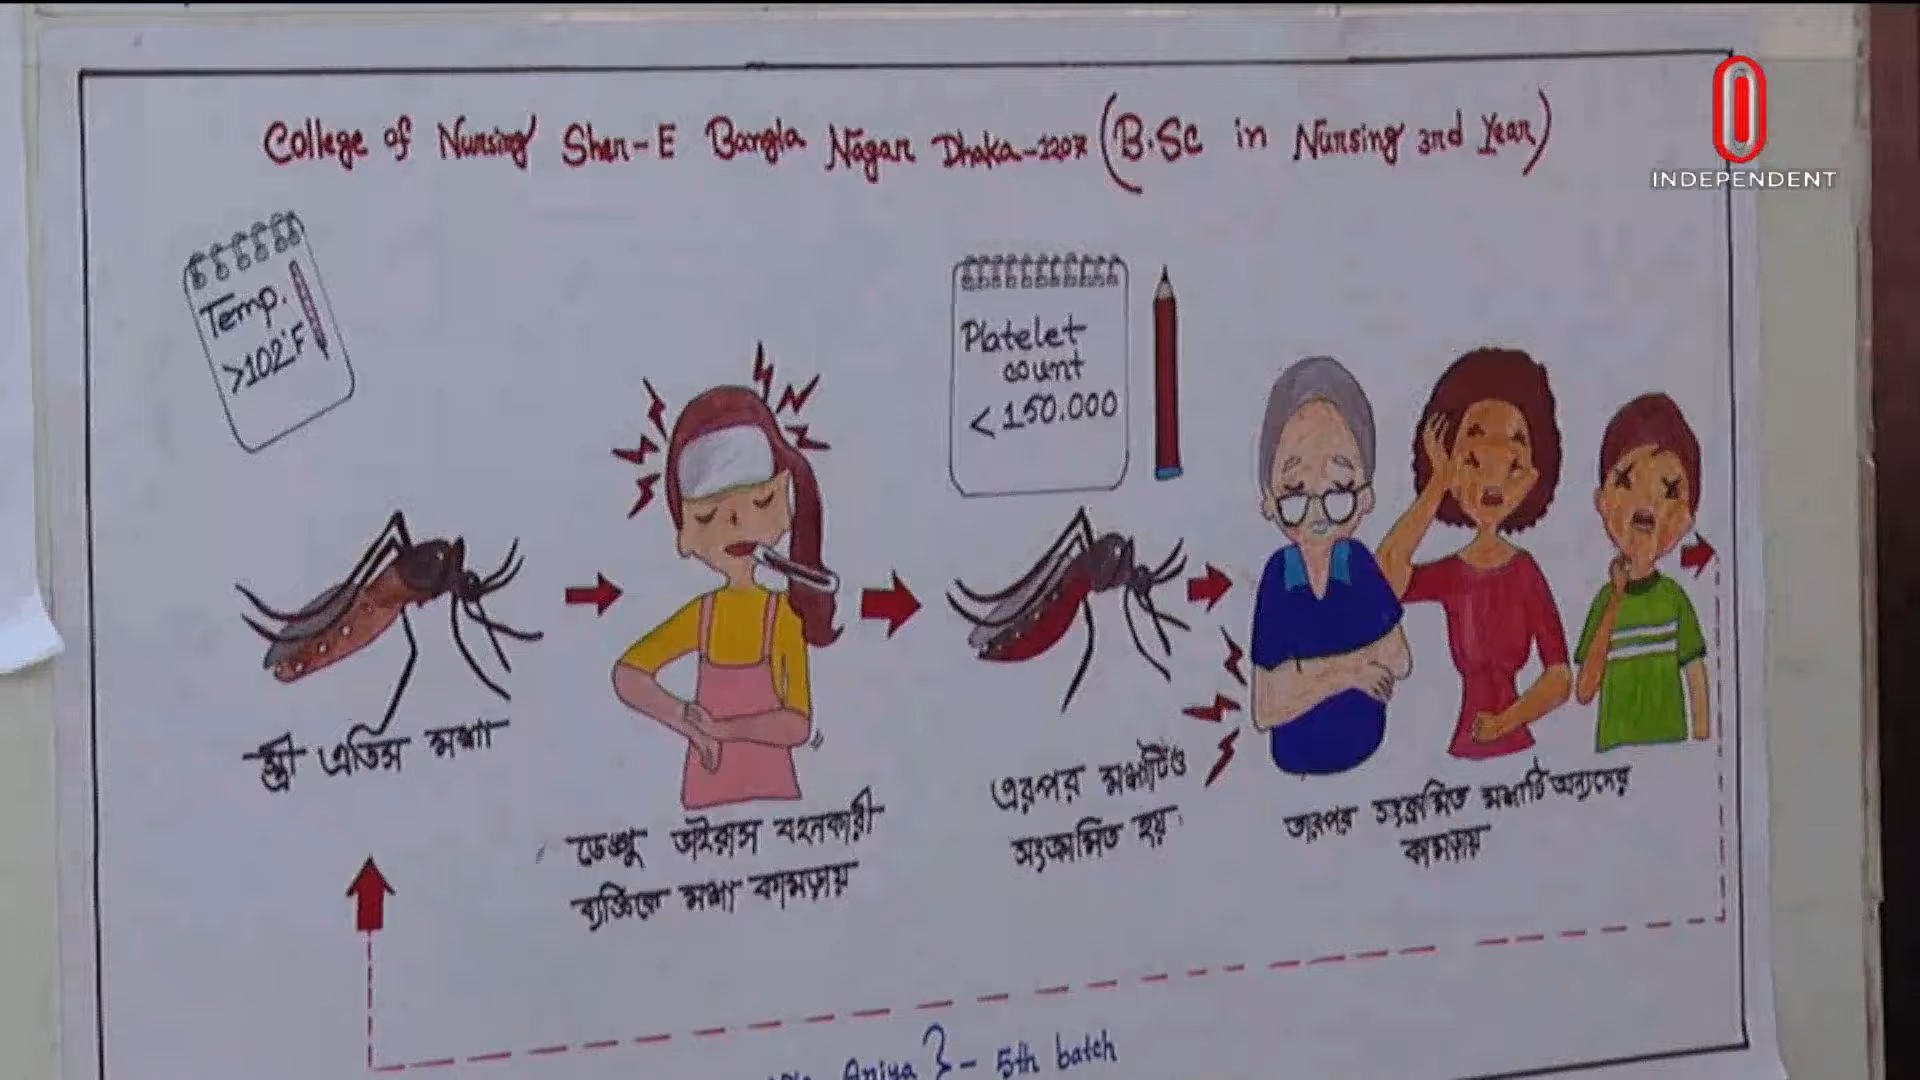 College of Nursing Sher-E Bangla Nagar Dhaka-1207 (B.Sc in Nursing 3rd Year)
INDEPENDENT
Temp.
>102°F
Platelet
count
<150.000
স্ত্রী এডিস মশা
ডেঙ্গু ভাইরাস বহনকারী
ব্যক্তিকে মশা কামড়ায়
এরপর মশাটিও
সংক্রামিত হয়
তারপর সংক্রমিত মশাটি অন্যদের
কামড়ায়
Aniya }- 5th batch